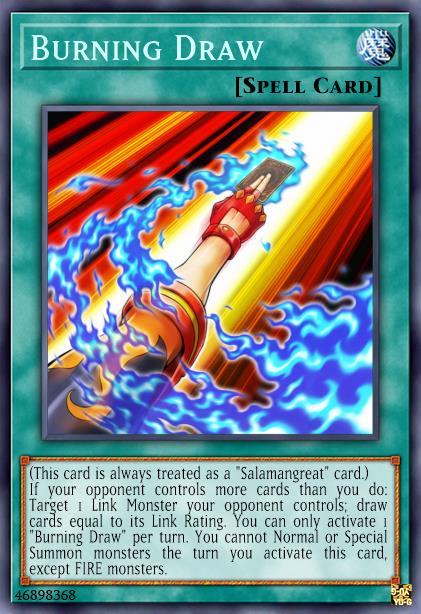 Burning Draw
[Spell Card]
(This card is always treated as a "Salamangreat" card.)
If your opponent controls more cards than you do:
Target 1 Link Monster your opponent controls; draw
cards equal to its Link Rating. You can only activate 1
"Burning Draw" per turn. You cannot Normal or Special
Summon monsters the turn you activate this card,
except FIRE monsters.
46898368